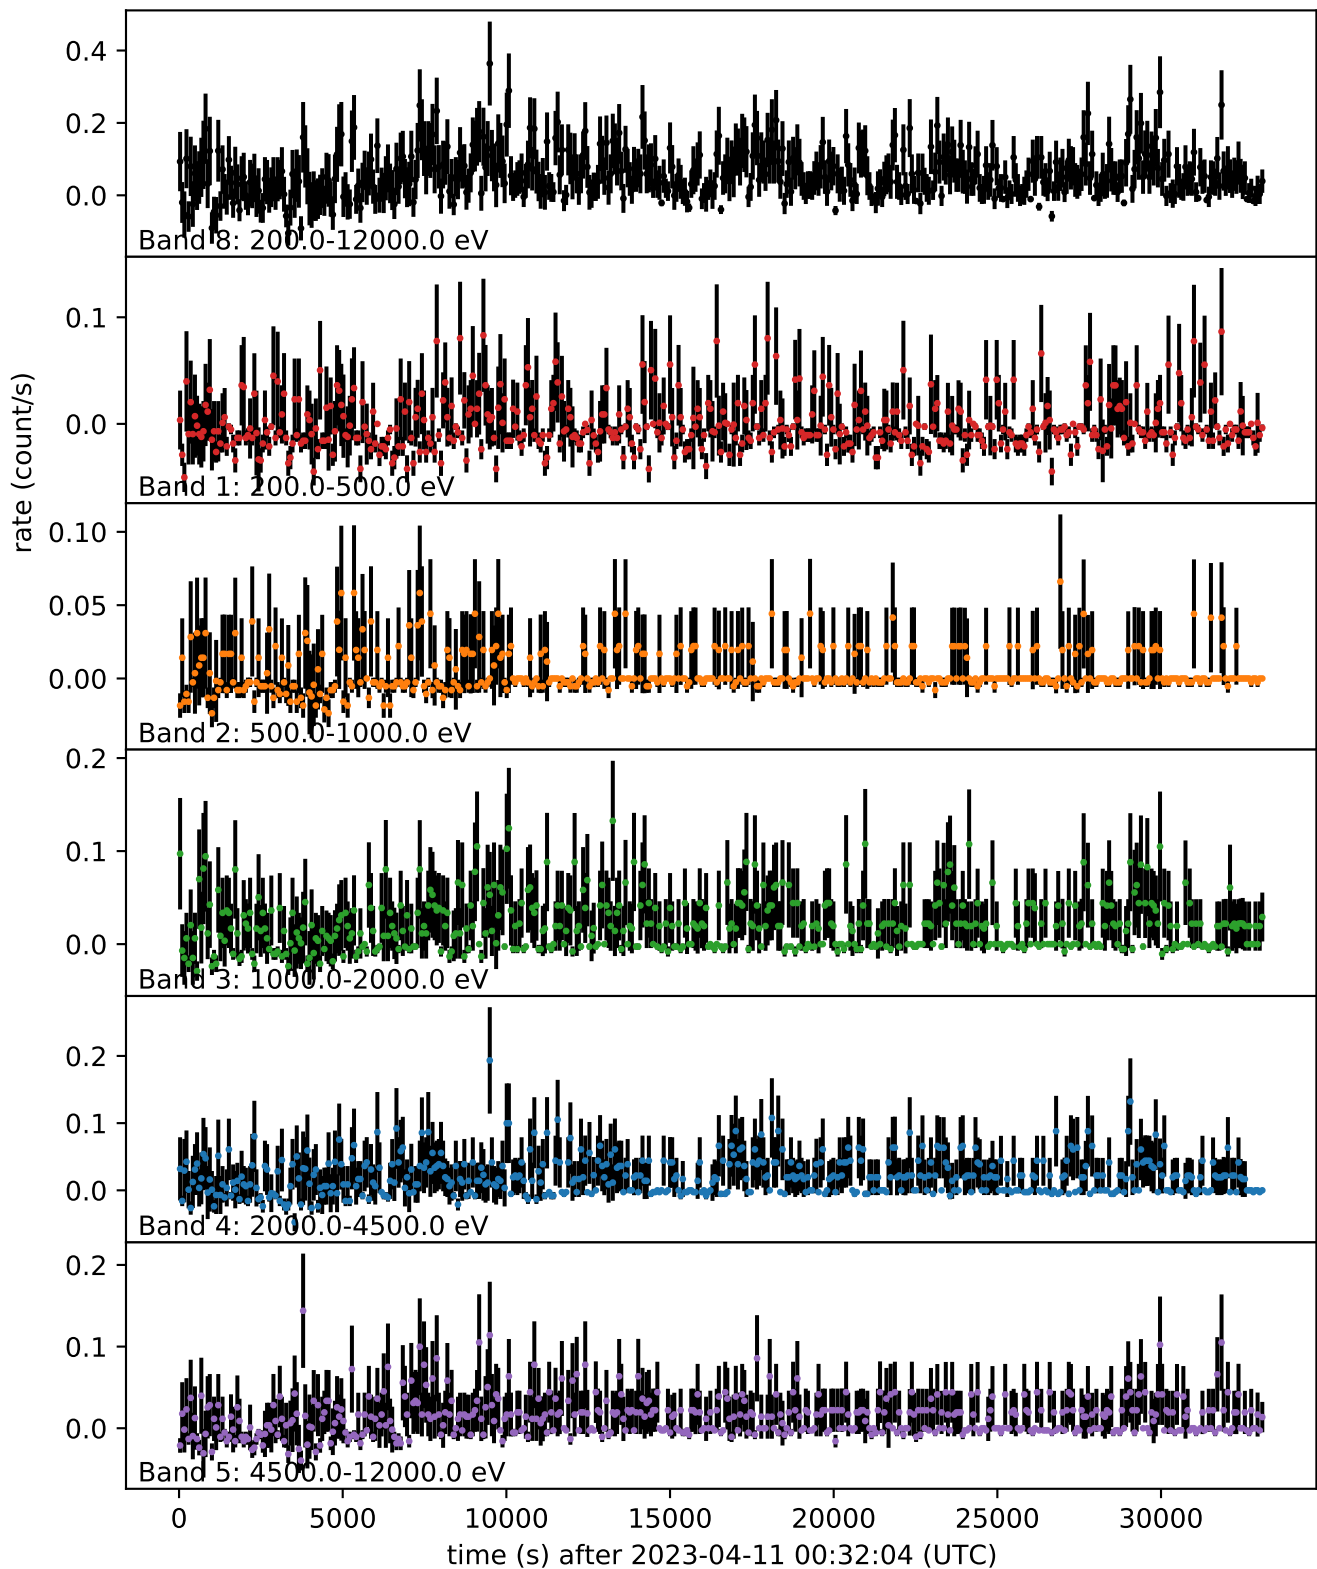 0.4
0.2
0.0
Band 8: 200.0-12000.0 eV
0.1
0.0
Band 1: 200.0-500.0 eV
rate (count/s)
0.10
0.05
0.00
Band 2: 500.0-1000.0 eV
0.2
0.1
0.0
Band 3: 1000.0-2000.0 eV
0.2
0.1
0.0
Band 4: 2000.0-4500.0 eV
0.2
0.1
0.0
Band 5: 4500.0-12000.0 eV
0 5000 10000 15000 20000 25000 30000
time (s) after 2023-04-11 00:32:04 (UTC)